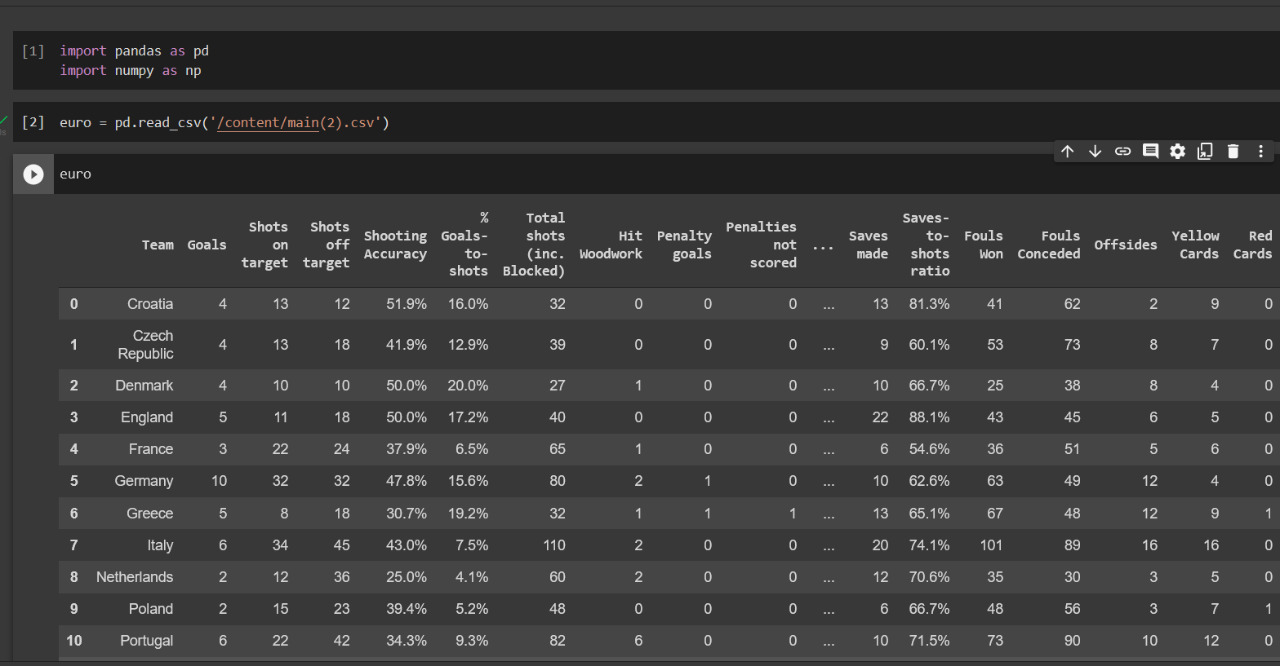 [1] import pandas as pd
import numpy as np
[2] euro = pd.read_csv('/content/main(2).csv')
euro
Team Goals Shots on target Shots off target Shooting Accuracy % Goals-to-shots Total shots (inc. Blocked) Hit Woodwork Penalty goals Penalties not scored ... Saves made Saves-to-shots ratio Fouls Won Fouls Conceded Offsides Yellow Cards Red Cards
0 Croatia 4 13 12 51.9% 16.0% 32 0 0 0 ... 13 81.3% 41 62 2 9 0
1 Czech Republic 4 13 18 41.9% 12.9% 39 0 0 0 ... 9 60.1% 53 73 8 7 0
2 Denmark 4 10 10 50.0% 20.0% 27 1 0 0 ... 10 66.7% 25 38 8 4 0
3 England 5 11 18 50.0% 17.2% 40 0 0 0 ... 22 88.1% 43 45 6 5 0
4 France 3 22 24 37.9% 6.5% 65 1 0 0 ... 6 54.6% 36 51 5 6 0
5 Germany 10 32 32 47.8% 15.6% 80 2 1 0 ... 10 62.6% 63 49 12 4 0
6 Greece 5 8 18 30.7% 19.2% 32 1 1 1 ... 13 65.1% 67 48 12 9 1
7 Italy 6 34 45 43.0% 7.5% 110 2 0 0 ... 20 74.1% 101 89 16 16 0
8 Netherlands 2 12 36 25.0% 4.1% 60 2 0 0 ... 12 70.6% 35 30 3 5 0
9 Poland 2 15 23 39.4% 5.2% 48 0 0 0 ... 6 66.7% 48 56 3 7 1
10 Portugal 6 22 42 34.3% 9.3% 82 6 0 0 ... 10 71.5% 73 90 10 12 0